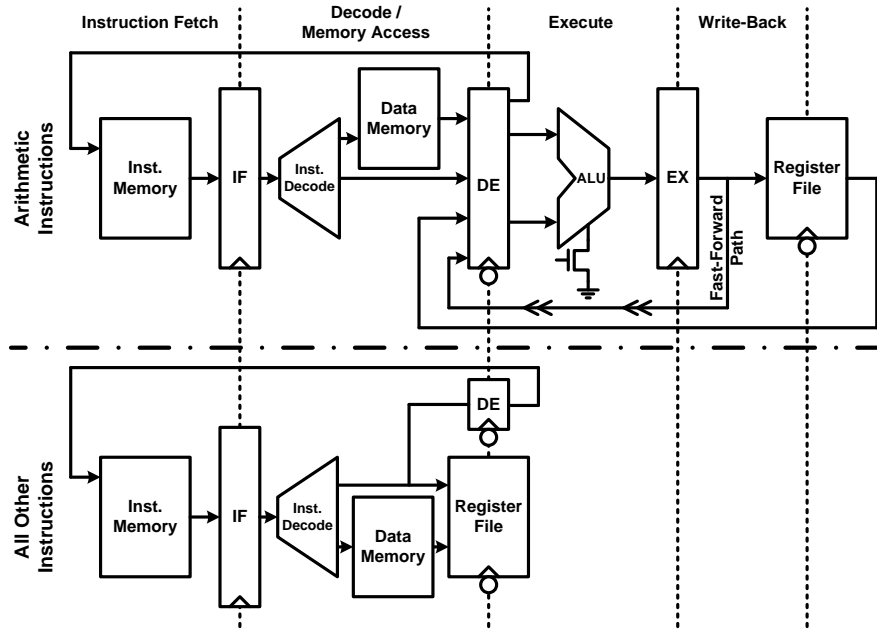 Instruction Fetch
Decode /
Memory Access
Execute
Write-Back
Arithmetic
Instructions
Inst.
Memory
IF
Inst.
Decode
Data
Memory
DE
ALU
EX
Fast-Forward
Path
Register
File
All Other
Instructions
Inst.
Memory
IF
Inst.
Decode
Data
Memory
DE
Register
File